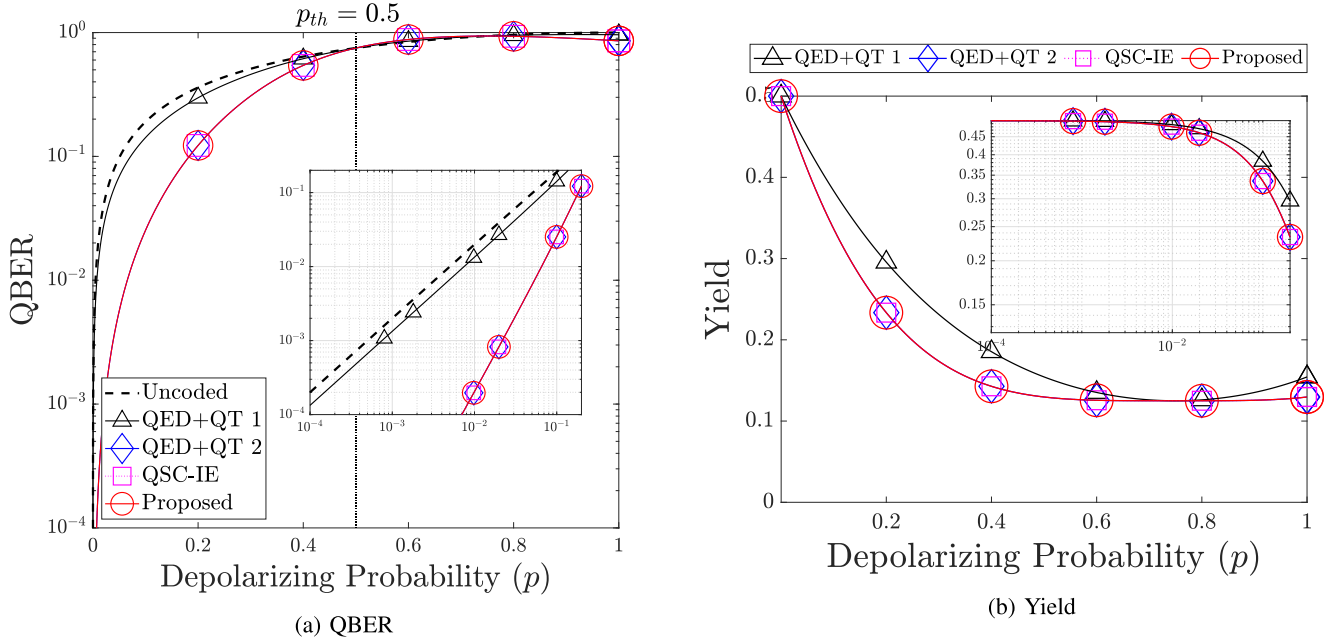 p_th = 0.5
10^0
10^-1
10^-2
10^-3
10^-4
QBER
10^-1
10^-2
10^-3
10^-4
10^-4 10^-3 10^-2 10^-1
Uncoded
QED+QT 1
QED+QT 2
QSC-IE
Proposed
0 0.2 0.4 0.6 0.8 1
Depolarizing Probability (p)
(a) QBER
QED+QT 1 QED+QT 2 QSC-IE Proposed
0.4
0.3
0.2
0.1
0
Yield
0.45
0.4
0.35
0.3
0.25
0.2
0.15
10^-4 10^-2
0.2 0.4 0.6 0.8 1
Depolarizing Probability (p)
(b) Yield